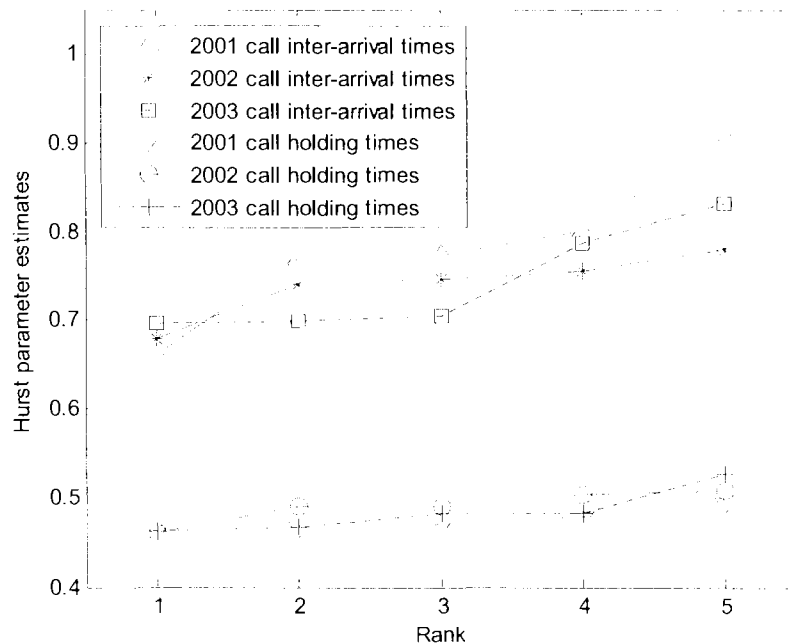 1
0.9
0.8
0.7
0.6
0.5
0.4
Hurst parameter estimates
2001 call inter-arrival times
2002 call inter-arrival times
2003 call inter-arrival times
2001 call holding times
2002 call holding times
2003 call holding times
1 2 3 4 5
Rank